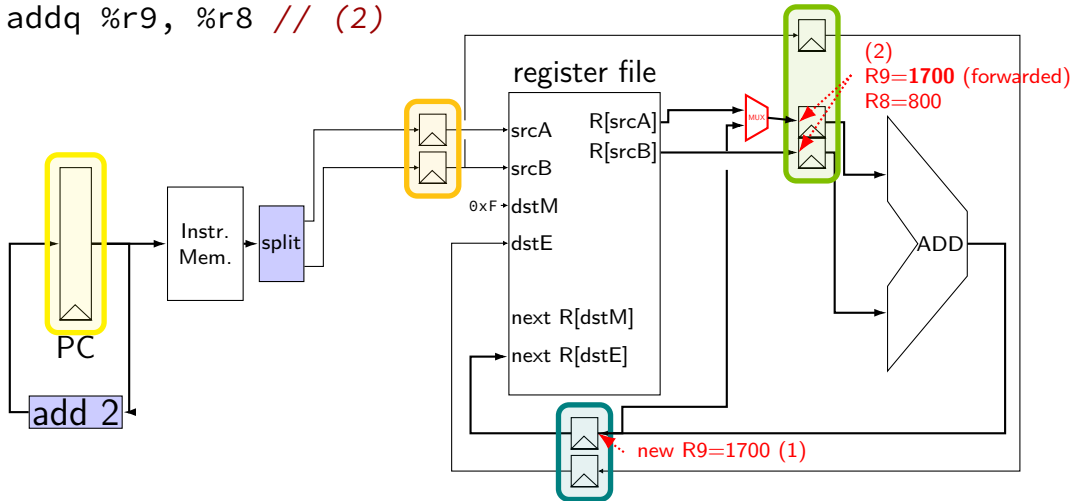 addq %r9, %r8 // (2)
register file
(2)
R9=1700 (forwarded)
R8=800
srcA
srcB
0xF
dstM
dstE
R[srcA]
R[srcB]
MUX
Instr.
Mem.
split
ADD
PC
next R[dstM]
next R[dstE]
add 2
new R9=1700 (1)